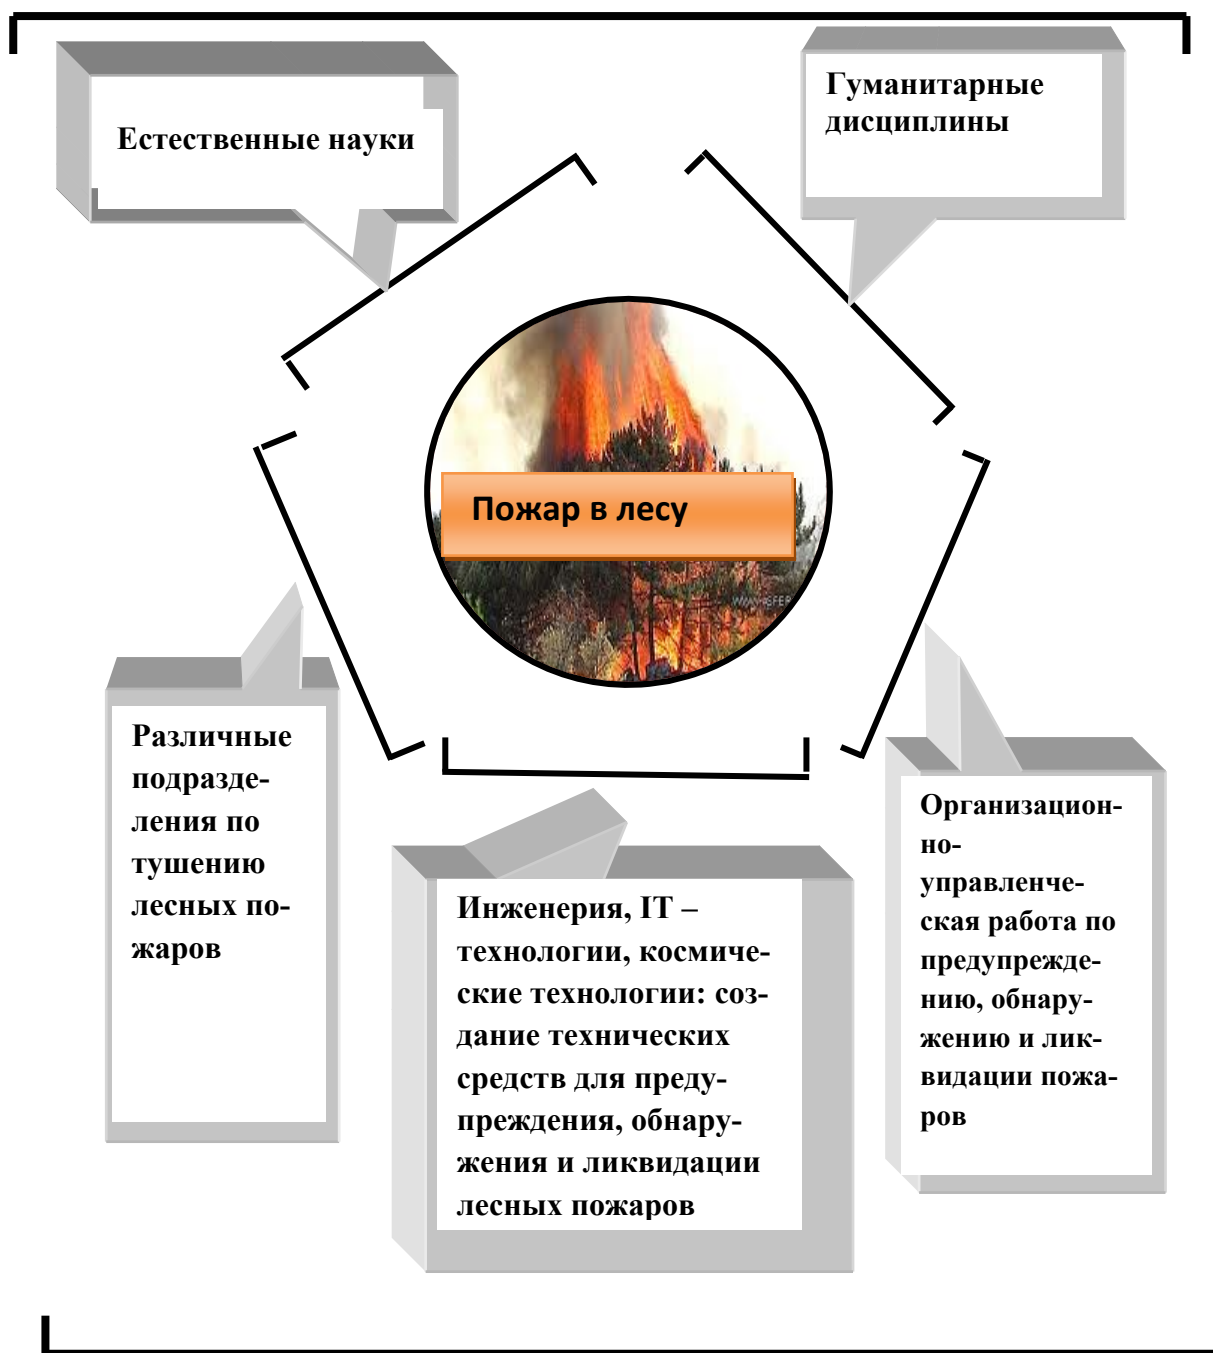 Естественные науки
Гуманитарные
дисциплины
Пожар в лесу
Различные
подразде-
ления по
тушению
лесных по-
жаров
Инженерия, IT –
технологии, космиче-
ские технологии: соз-
дание технических
средств для преду-
преждения, обнару-
жения и ликвидации
лесных пожаров
Организацион-
но-
управленче-
ская работа по
предупрежде-
нию, обнару-
жению и лик-
видации пожа-
ров